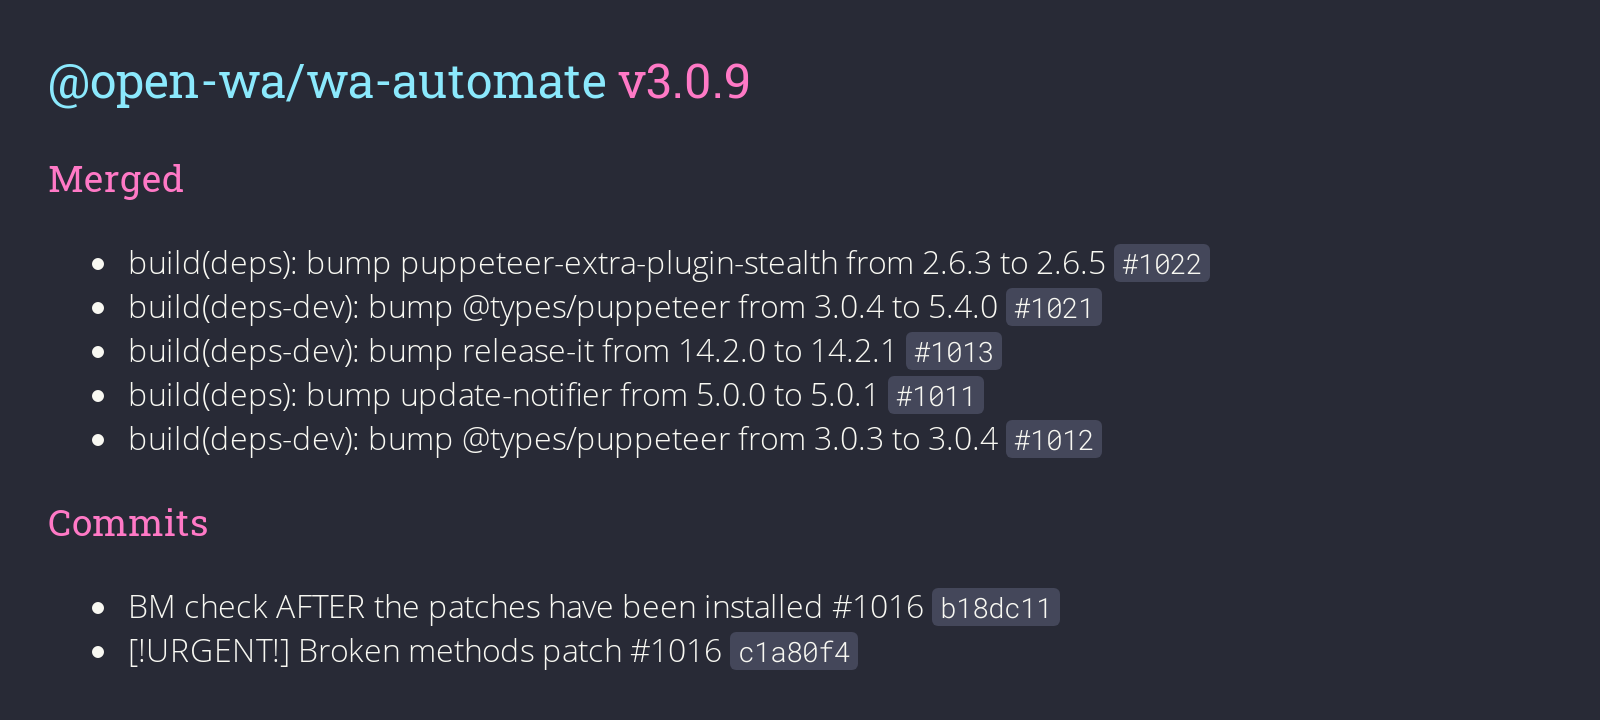 @open-wa/wa-automate v3.0.9
Merged
build(deps): bump puppeteer-extra-plugin-stealth from 2.6.3 to 2.6.5 #1022
build(deps-dev): bump @types/puppeteer from 3.0.4 to 5.4.0 #1021
build(deps-dev): bump release-it from 14.2.0 to 14.2.1 #1013
build(deps): bump update-notifier from 5.0.0 to 5.0.1 #1011
build(deps-dev): bump @types/puppeteer from 3.0.3 to 3.0.4 #1012
Commits
BM check AFTER the patches have been installed #1016 b18dc11
[!URGENT!] Broken methods patch #1016 c1a80f4